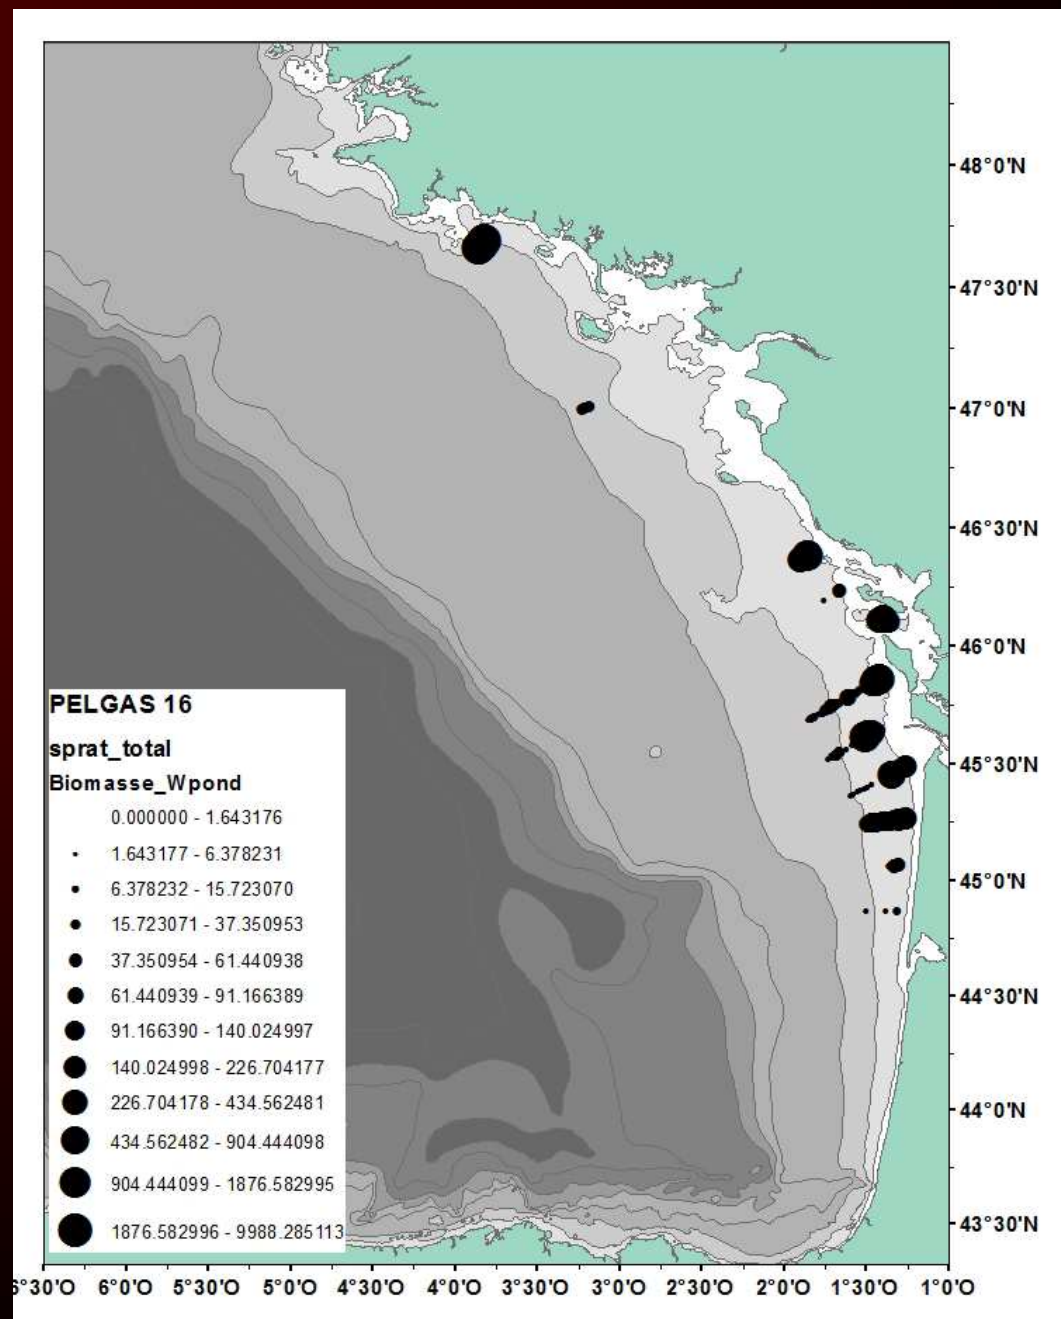 48°0'N
47°30'N
47°0'N
46°30'N
46°0'N
45°30'N
45°0'N
44°30'N
44°0'N
43°30'N
PELGAS 16
sprat_total
Biomasse_Wpond
0.000000 - 1.643176
1.643177 - 6.378231
6.378232 - 15.723070
15.723071 - 37.350953
37.350954 - 61.440938
61.440939 - 91.166389
91.166390 - 140.024997
140.024998 - 226.704177
226.704178 - 434.562481
434.562482 - 904.444098
904.444099 - 1876.582995
1876.582996 - 9988.285113
6°30'O 6°0'O 5°30'O 5°0'O 4°30'O 4°0'O 3°30'O 3°0'O 2°30'O 2°0'O 1°30'O 1°0'O